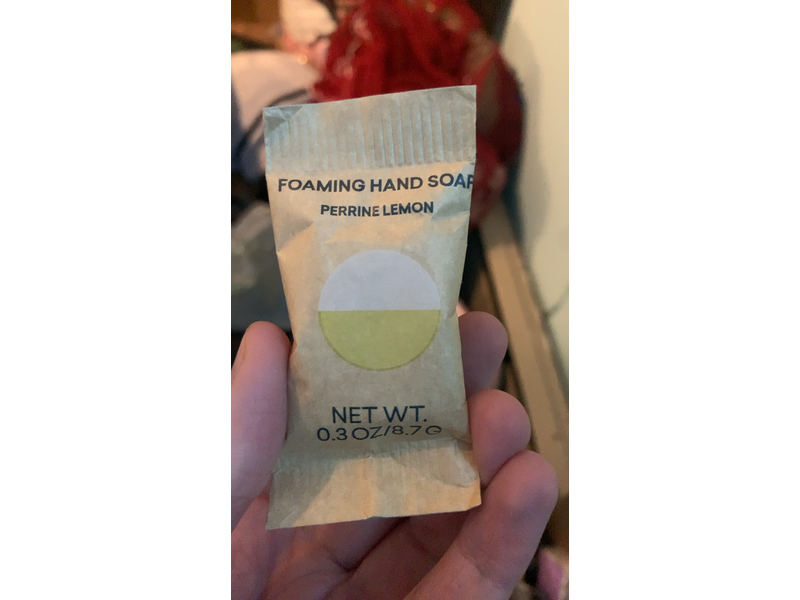 FOAMING HAND SOAP
PERRINE LEMON
NET WT.
0.3 OZ/8.7 G